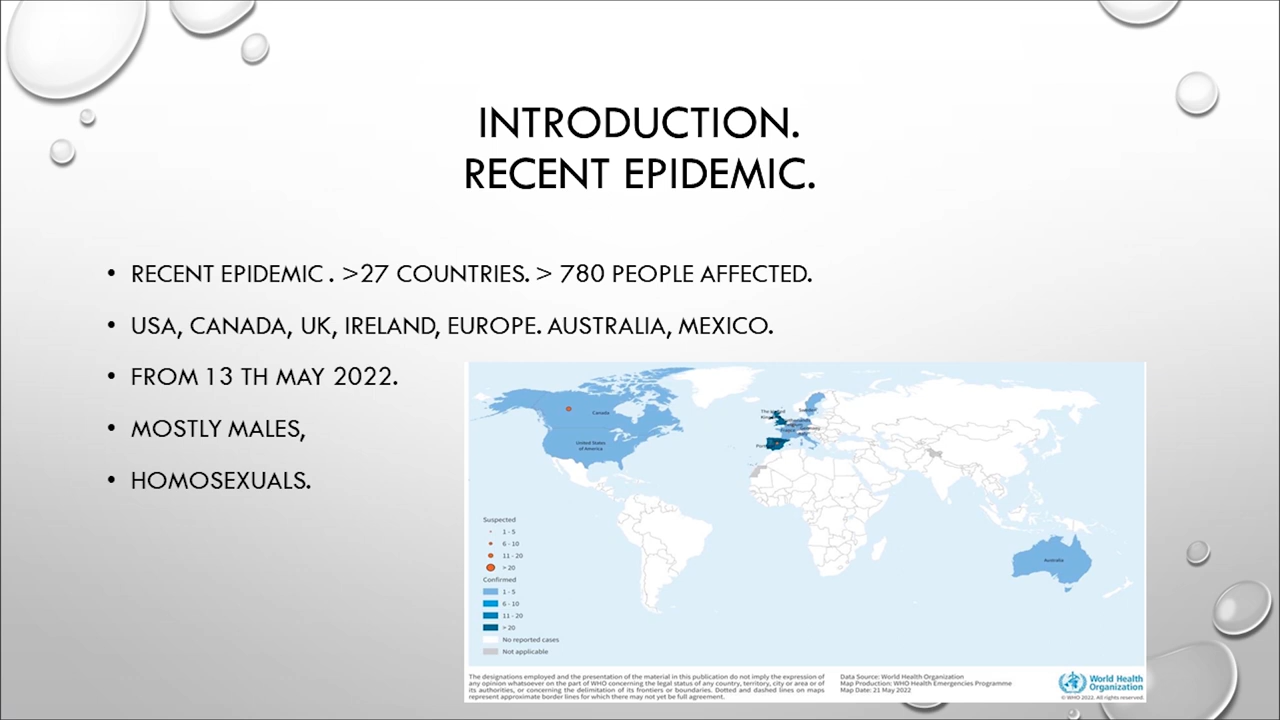 INTRODUCTION.
RECENT EPIDEMIC.
• RECENT EPIDEMIC . >27 COUNTRIES. > 780 PEOPLE AFFECTED.
• USA, CANADA, UK, IRELAND, EUROPE. AUSTRALIA, MEXICO.
• FROM 13 TH MAY 2022.
• MOSTLY MALES,
• HOMOSEXUALS.
Canada
United States
of America
Sweden
Australia
Suspected
1 - 5
6 - 10
11 - 20
> 20
Confirmed
1 - 5
6 - 10
11 - 20
> 20
No reported cases
Not applicable
The designations employed and the presentation of the material in this publication do not imply the expression of
any opinion whatsoever on the part of WHO concerning the legal status of any country, territory, city or area or of
its authorities, or concerning the delimitation of its frontiers or boundaries. Dotted and dashed lines on maps
represent approximate border lines for which there may not yet be full agreement.
Data Source: World Health Organization
Map Production: WHO Health Emergencies Programme
Map Date: 21 May 2022
World Health
Organization
© WHO 2022. All rights reserved.